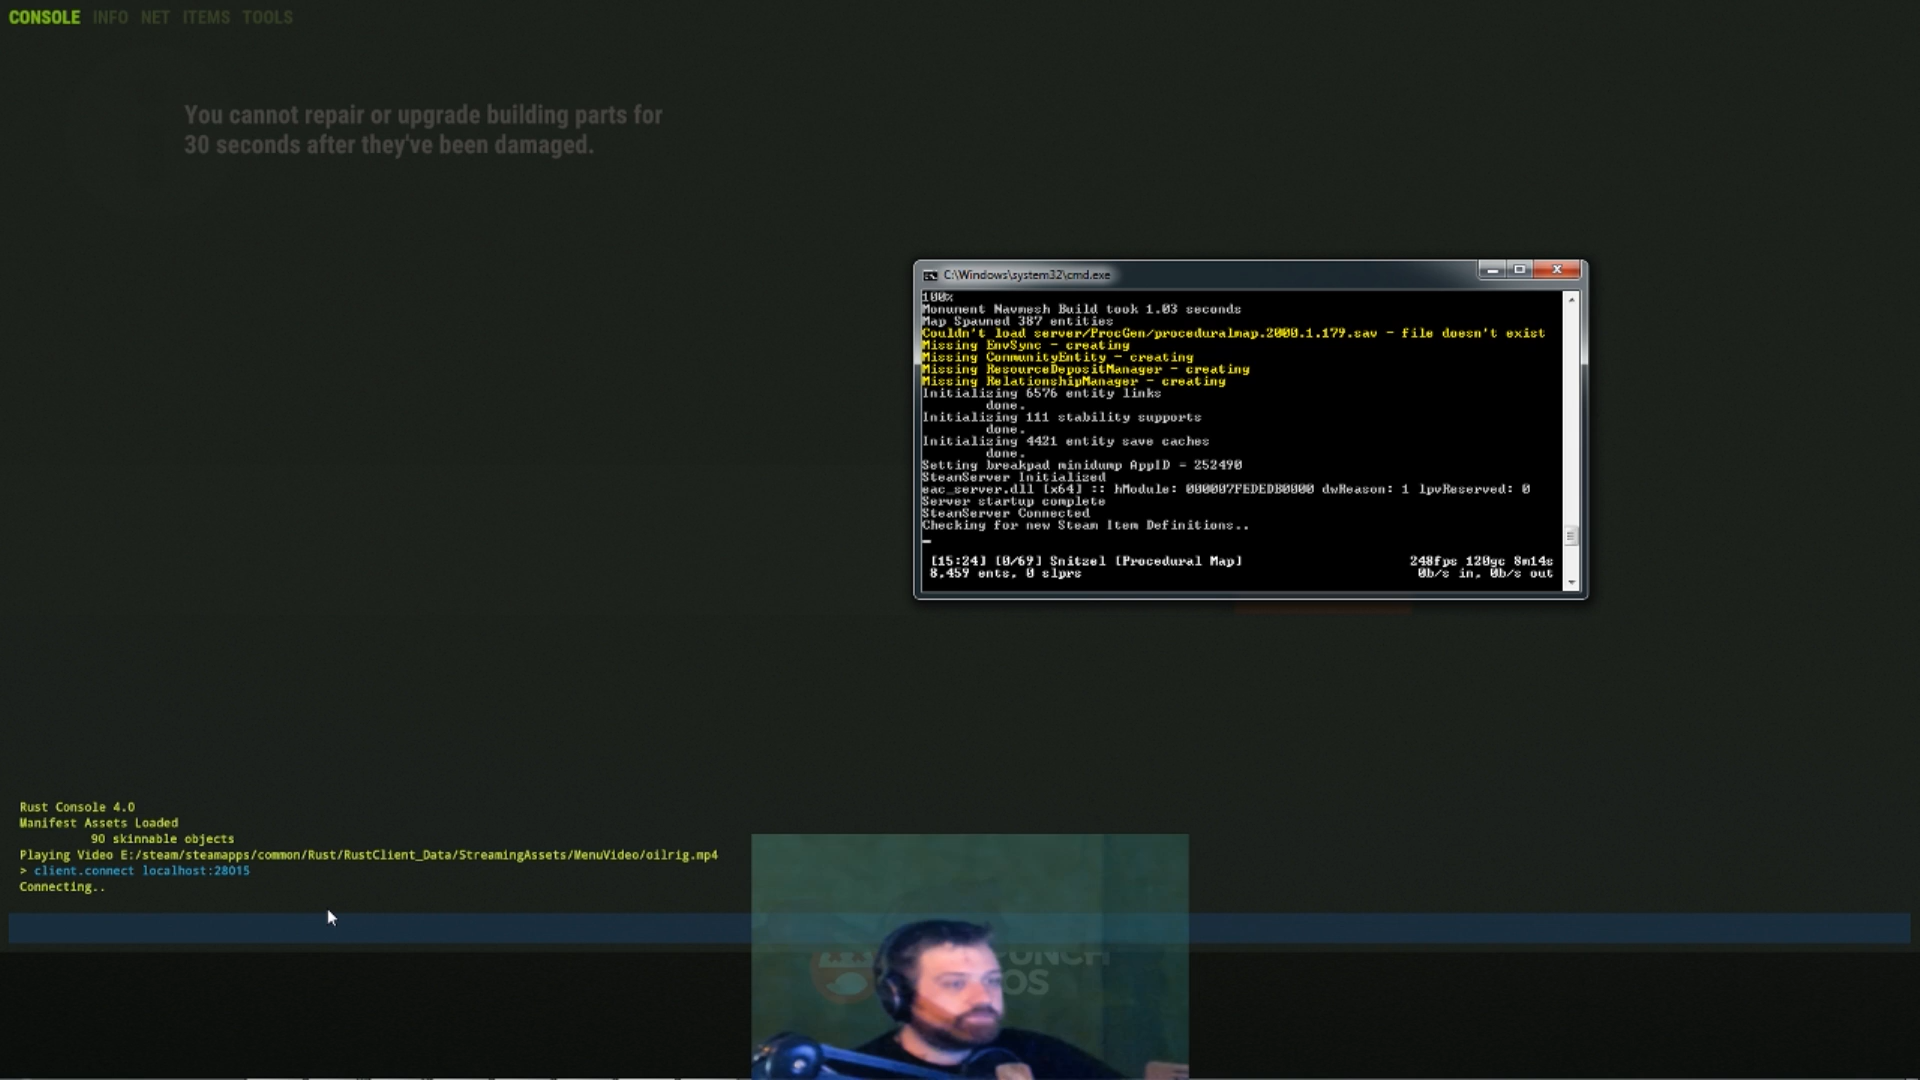 CONSOLE INFO NET ITEMS TOOLS
You cannot repair or upgrade building parts for
30 seconds after they've been damaged.
C:\Windows\system32\cmd.exe
100%
Monument Navmesh Build took 1.03 seconds
Map Spawned 387 entities
Couldn't load server/ProcGen/proceduralmap.2000.1.179.sav - file doesn't exist
Missing EnvSync - creating
Missing CommunityEntity - creating
Missing ResourceDepositManager - creating
Missing RelationshipManager - creating
Initializing 6576 entity links
done.
Initializing 111 stability supports
done.
Initializing 4421 entity save caches
done.
Setting breakpad minidump AppID = 252490
SteamServer Initialized
eac_server.dll [x64] :: hModule: 000007FEDEDB0000 dwReason: 1 lpvReserved: 0
Server startup complete
SteamServer Connected
Checking for new Steam Item Definitions..
[15:24] [0/69] Snitzel [Procedural Map] 248fps 120gc 8m14s
8,459 ents, 0 slprs 0b/s in, 0b/s out
Rust Console 4.0
Manifest Assets Loaded
90 skinnable objects
Playing Video E:/steam/steamapps/common/Rust/RustClient_Data/StreamingAssets/MenuVideo/oilrig.mp4
> client.connect localhost:28015
Connecting..